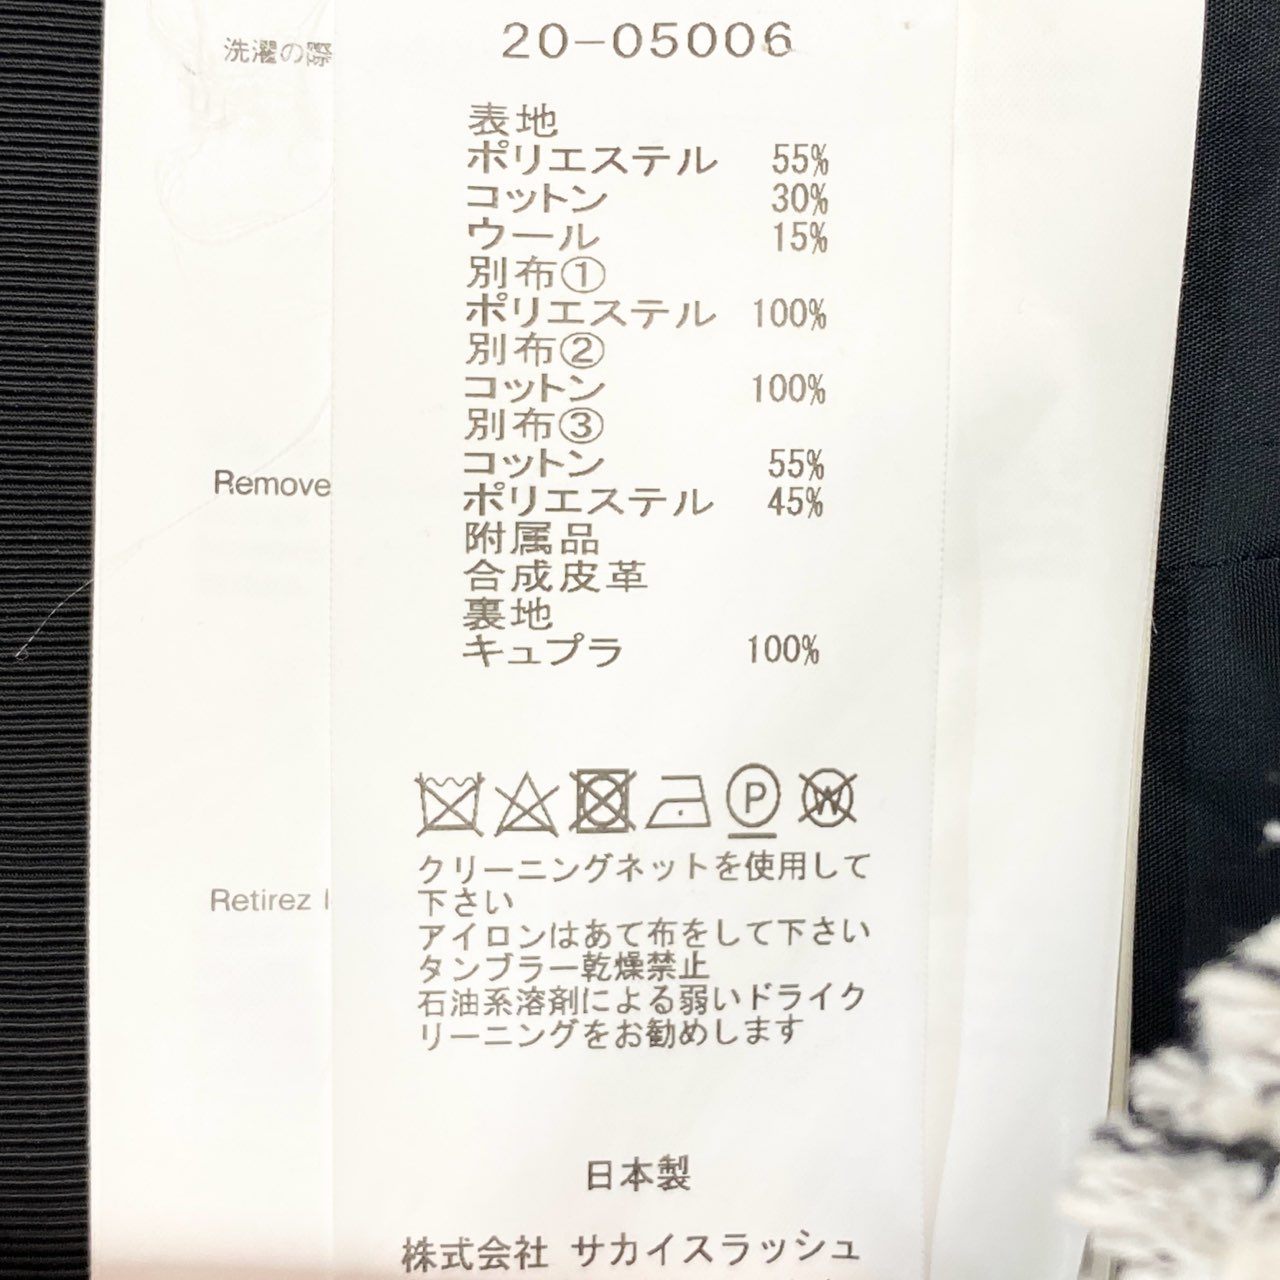 洗濯の際
Remove
Retirez l
20-05006
表地
ポリエステル 55%
コットン 30%
ウール 15%
別布①
ポリエステル 100%
別布②
コットン 100%
別布③
コットン 55%
ポリエステル 45%
附属品
合成皮革
裏地
キュプラ 100%
P W
クリーニングネットを使用して
下さい
アイロンはあて布をして下さい
タンブラー乾燥禁止
石油系溶剤による弱いドライク
リーニングをお勧めします
日本製
株式会社 サカイスラッシュ